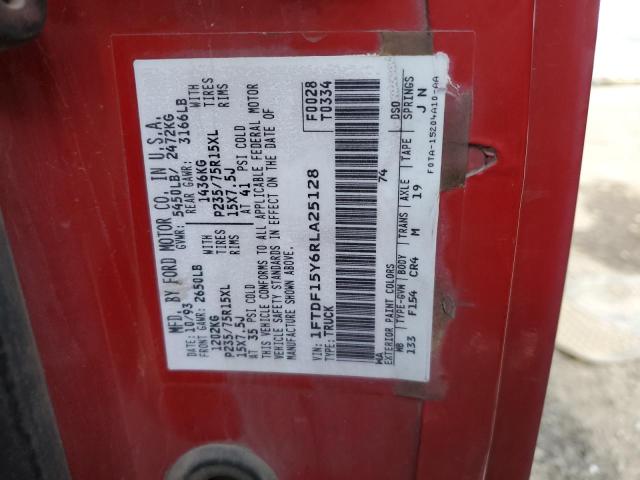 MFD. BY FORD MOTOR CO. IN U.S.A.
DATE: 10/93 GVWR: 5450LB/ 2472KG
FRONT GAWR: 2650LB REAR GAWR: 3166LB
1202KG WITH 1436KG WITH
P235/75R15XL TIRES P235/75R15XL TIRES
15X7.5J RIMS 15X7.5J RIMS
AT 35 PSI COLD AT 41 PSI COLD
THIS VEHICLE CONFORMS TO ALL APPLICABLE FEDERAL MOTOR
VEHICLE SAFETY STANDARDS IN EFFECT ON THE DATE OF
MANUFACTURE SHOWN ABOVE.
F0028
T0334
VIN: 1FTDF15Y6RLA25128
TYPE: TRUCK
WA 74
EXTERIOR PAINT COLORS DSO
WB TYPE-GVW BODY TRANS AXLE TAPE SPRINGS
133 F154 CR4 M 19 J N
F0TA-15204A10-AA